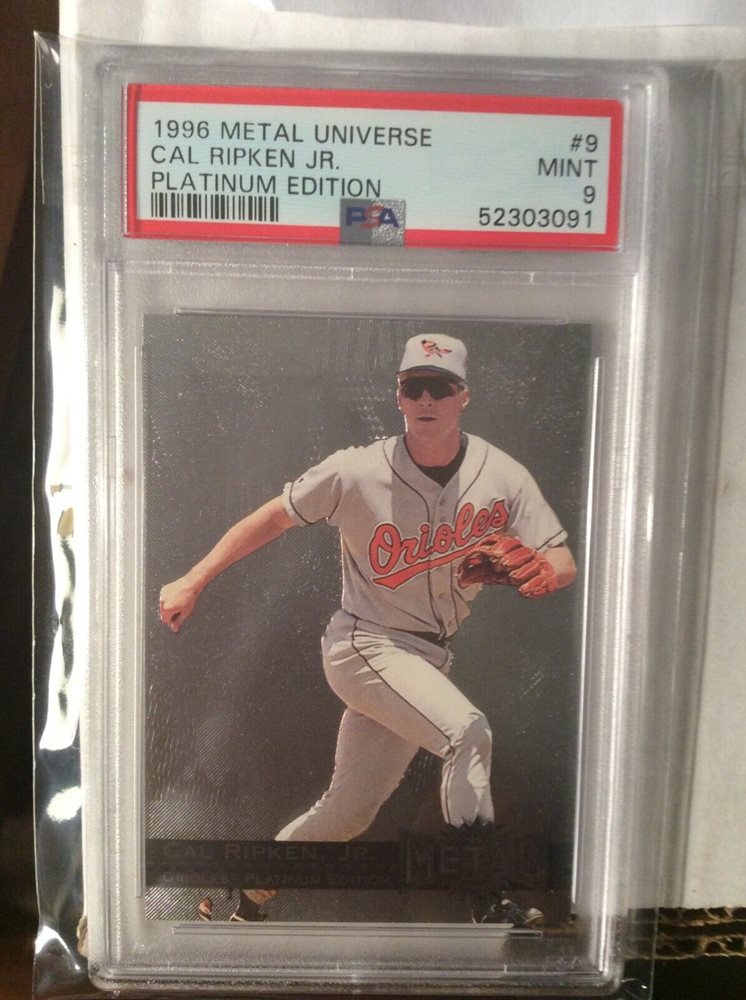 1996 METAL UNIVERSE #9
CAL RIPKEN JR. MINT
PLATINUM EDITION 9
PSA 52303091
Orioles
CAL RIPKEN, JR.
ORIOLES PLATINUM EDITION
METAL